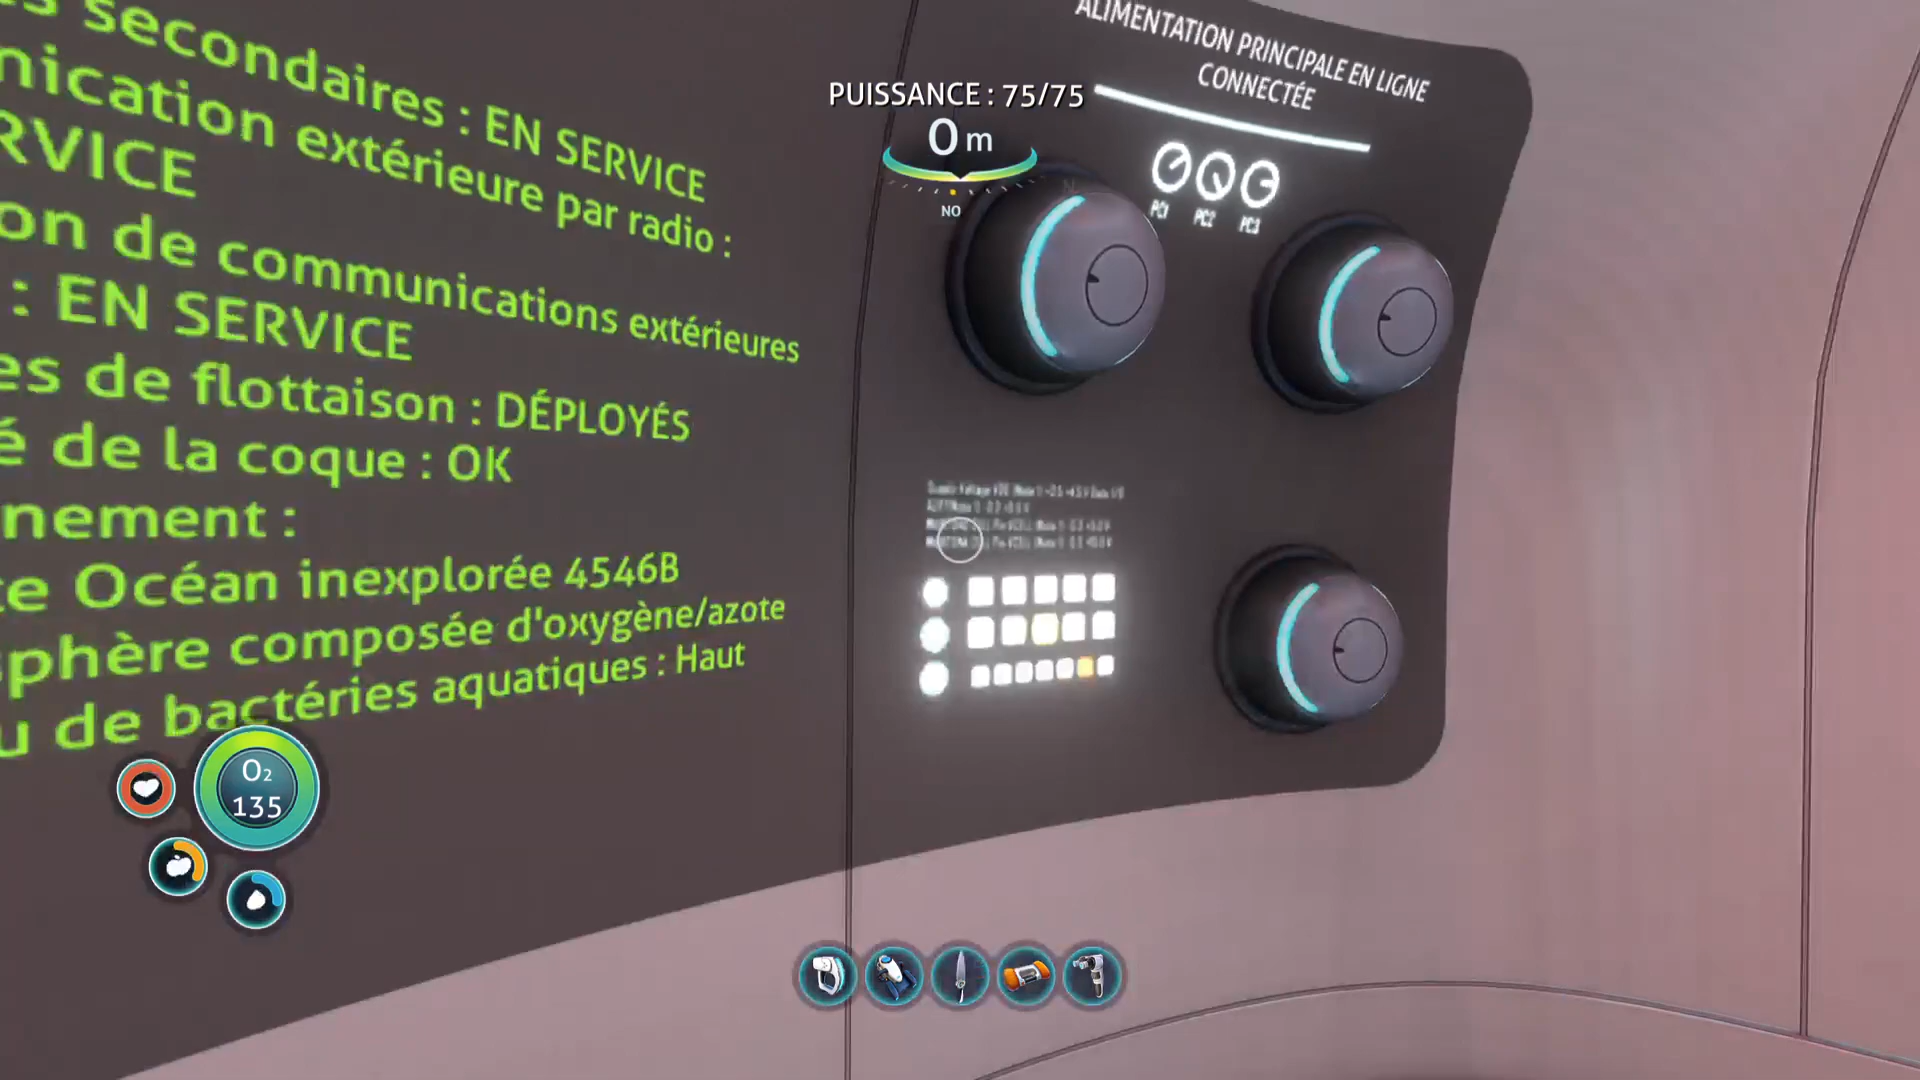 s secondaires : EN SERVICE
nication extérieure par radio :
RVICE
on de communications extérieures
: EN SERVICE
es de flottaison : DÉPLOYÉS
é de la coque : OK
nement :
te Océan inexplorée 4546B
sphère composée d'oxygène/azote
u de bactéries aquatiques : Haut
PUISSANCE : 75/75
0 m
NO
ALIMENTATION PRINCIPALE EN LIGNE
CONNECTÉE
PC1 PC2 PC3
O₂
135